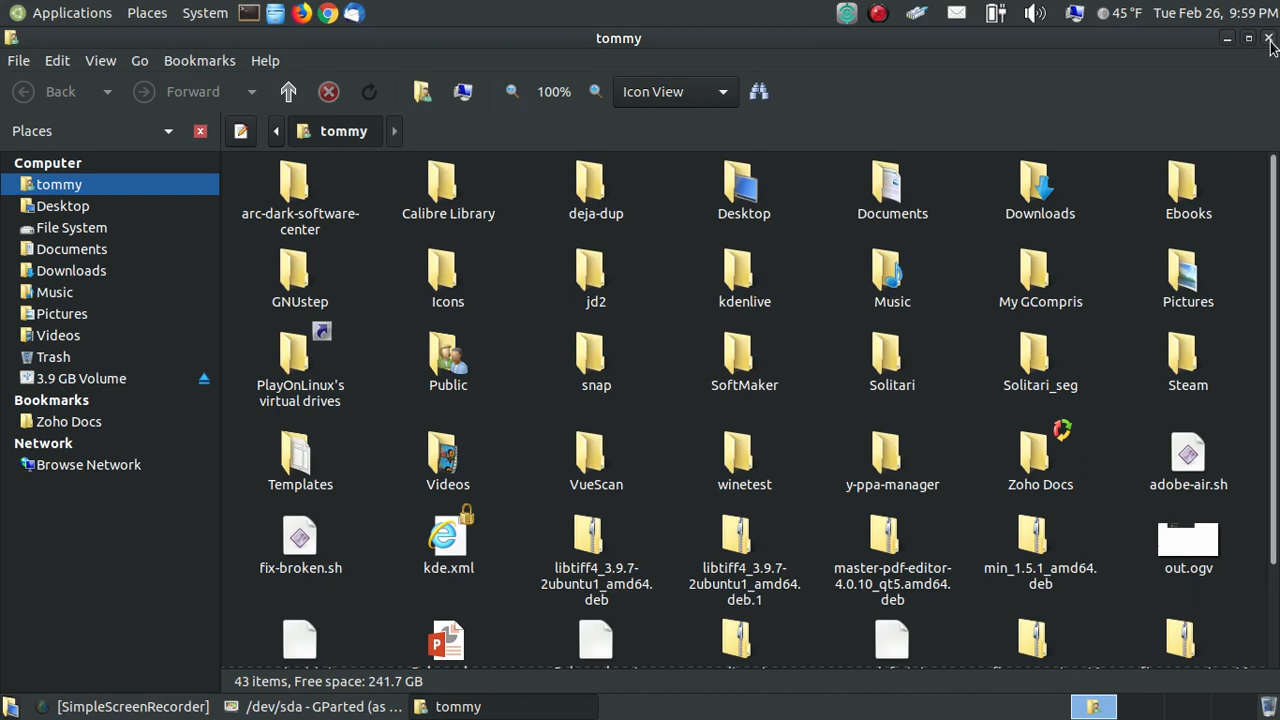 Applications Places System 45 °F Tue Feb 26, 9:59 PM
tommy
File Edit View Go Bookmarks Help
Back Forward 100% Icon View
Places
tommy
Computer
tommy
Desktop
File System
Documents
Downloads
Music
Pictures
Videos
Trash
3.9 GB Volume
Bookmarks
Zoho Docs
Network
Browse Network
arc-dark-software-
center
Calibre Library
deja-dup
Desktop
Documents
Downloads
Ebooks
GNUstep
Icons
jd2
kdenlive
Music
My GCompris
Pictures
PlayOnLinux's
virtual drives
Public
snap
SoftMaker
Solitari
Solitari_seg
Steam
Templates
Videos
VueScan
winetest
y-ppa-manager
Zoho Docs
adobe-air.sh
fix-broken.sh
kde.xml
libtiff4_3.9.7-
2ubuntu1_amd64.
deb
libtiff4_3.9.7-
2ubuntu1_amd64.
deb.1
master-pdf-editor-
4.0.10_qt5.amd64.
deb
min_1.5.1_amd64.
deb
out.ogv
43 items, Free space: 241.7 GB
[SimpleScreenRecorder] /dev/sda - GParted (as ... tommy